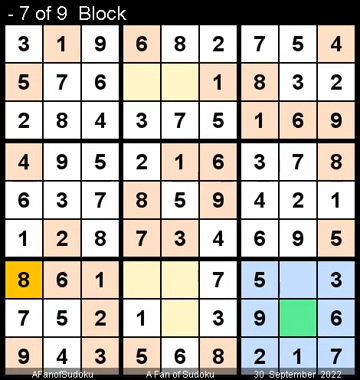 - 7 of 9 Block
3 1 9 6 8 2 7 5 4
5 7 6 1 8 3 2
2 8 4 3 7 5 1 6 9
4 9 5 2 1 6 3 7 8
6 3 7 8 5 9 4 2 1
1 2 8 7 3 4 6 9 5
8 6 1 7 5 3
7 5 2 1 3 9 6
9 4 3 5 6 8 2 1 7
AFanofSudoku A Fan of Sudoku 30 September 2022